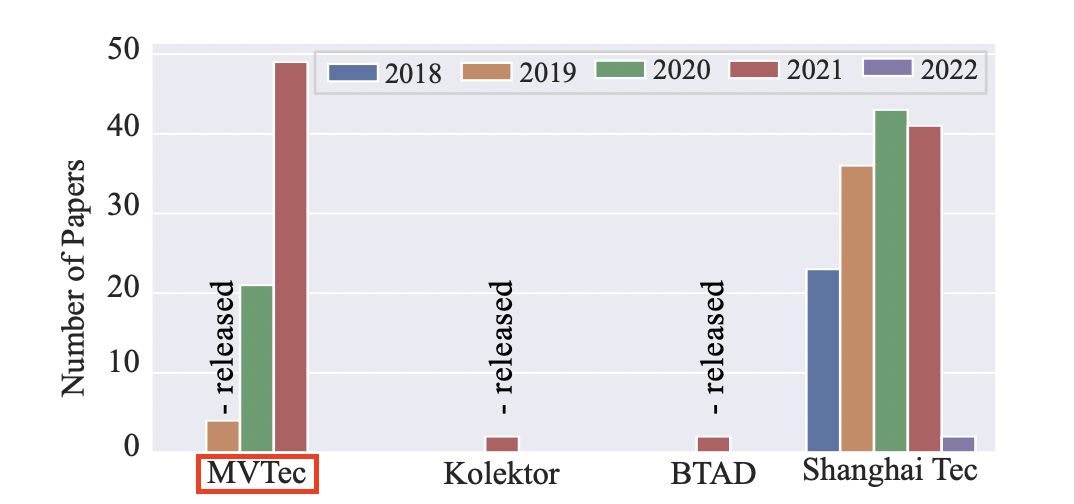 50
40
30
20
10
0
Number of Papers
2018 2019 2020 2021 2022
- released
- released
- released
MVTec Kolektor BTAD Shanghai Tec